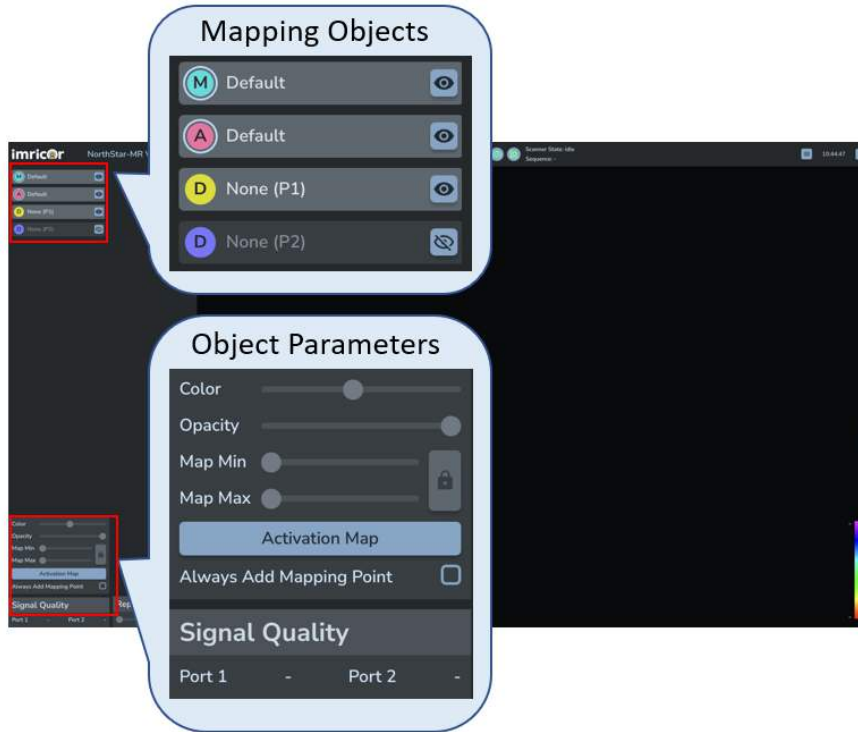 Mapping Objects
M Default
A Default
D None (P1)
D None (P2)
imricor NorthStar-MR V
Scanner State: Idle
Sequence: -
10:44:47
M Default
A Default
D None (P1)
D None (P2)
Object Parameters
Color
Opacity
Map Min
Map Max
Activation Map
Always Add Mapping Point
Signal Quality
Port 1 - Port 2 -
Color
Opacity
Map Min
Map Max
Activation Map
Always Add Mapping Point
Signal Quality
Rep
Port 1 - Port 2 -